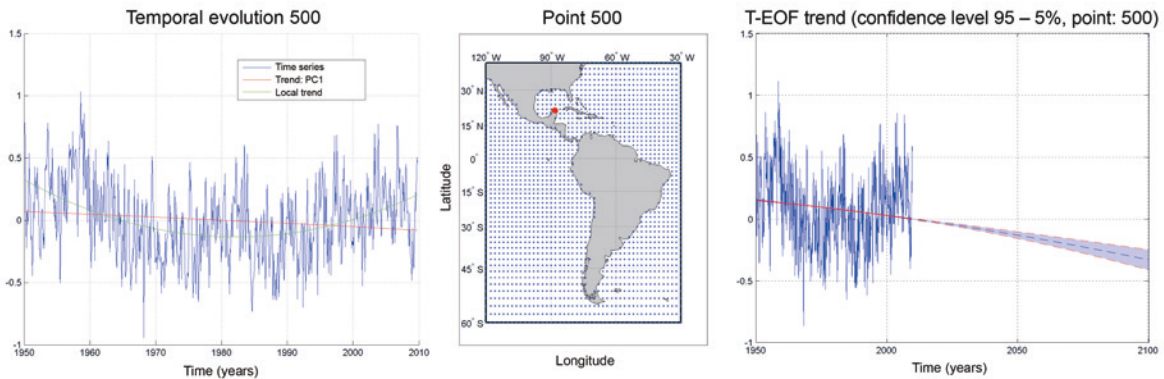 Temporal evolution 500
1.5
1
0.5
0
-0.5
-1
1950 1960 1970 1980 1990 2000 2010
Time (years)
Time series
Trend: PC1
Local trend
Point 500
120° W 90° W 60° W 30° W
30° N
15° N
0°
15° S
30° S
45° S
60° S
Latitude
Longitude
T-EOF trend (confidence level 95 – 5%, point: 500)
1.5
1
0.5
0
-0.5
-1
1950 2000 2050 2100
Time (years)